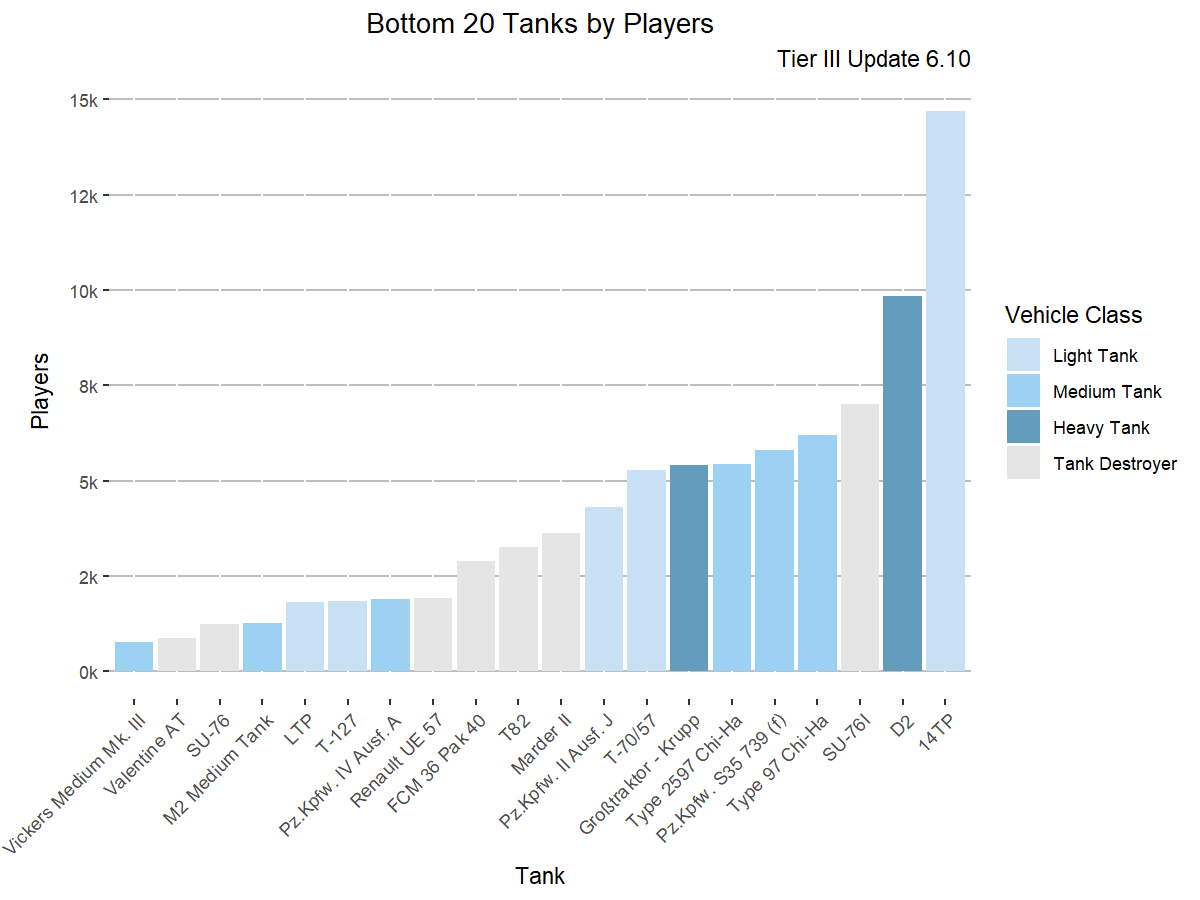 Bottom 20 Tanks by Players
Tier III Update 6.10
15k
12k
10k
8k
5k
2k
0k
Players
Vickers Medium Mk. III
Valentine AT
SU-76
M2 Medium Tank
LTP
T-127
Pz.Kpfw. IV Ausf. A
Renault UE 57
FCM 36 Pak 40
T82
Marder II
Pz.Kpfw. II Ausf. J
T-70/57
Großtraktor - Krupp
Type 2597 Chi-Ha
Pz.Kpfw. S35 739 (f)
Type 97 Chi-Ha
SU-76I
D2
14TP
Tank
Vehicle Class
Light Tank
Medium Tank
Heavy Tank
Tank Destroyer